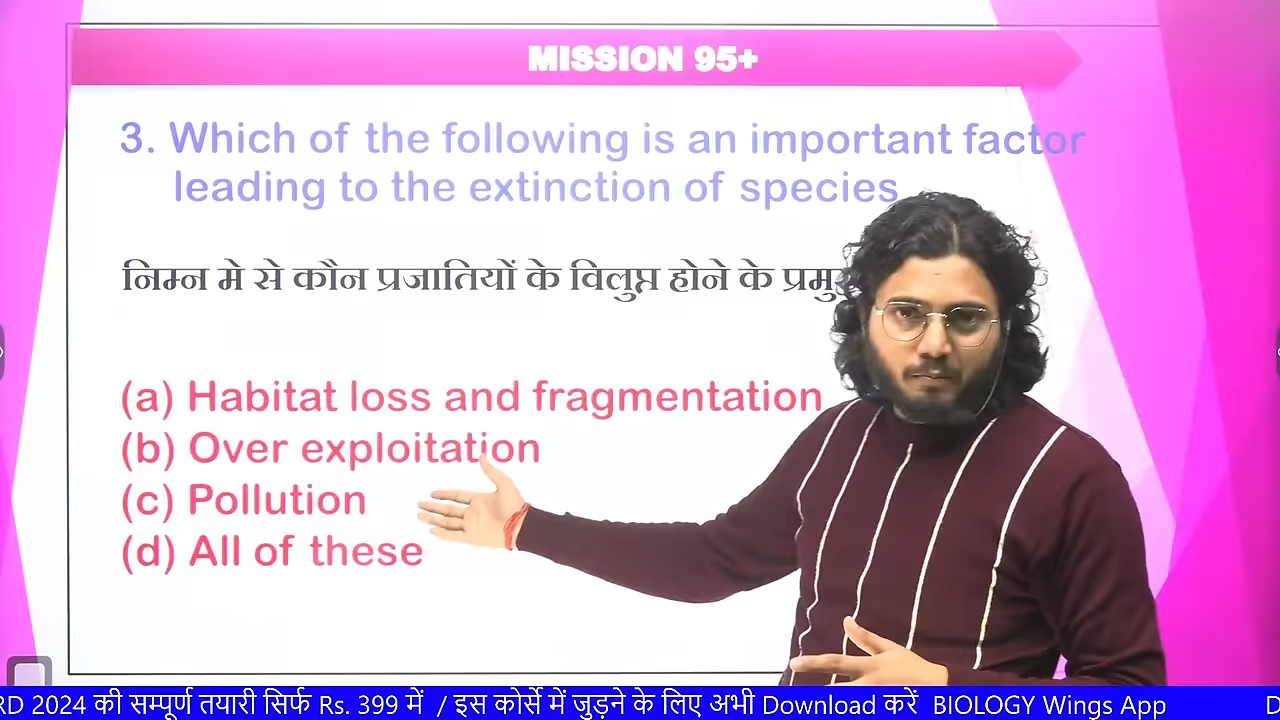 MISSION 95+
3. Which of the following is an important factor
leading to the extinction of species
निम्न मे से कौन प्रजातियों के विलुप्त होने के
(a) Habitat loss and fragmentation
(b) Over exploitation
(c) Pollution
(d) All of these
RD 2024 की सम्पूर्ण तयारी सिर्फ Rs. 399 में / इस कोर्से में जुड़ने के लिए अभी Download करें BIOLOGY Wings App D